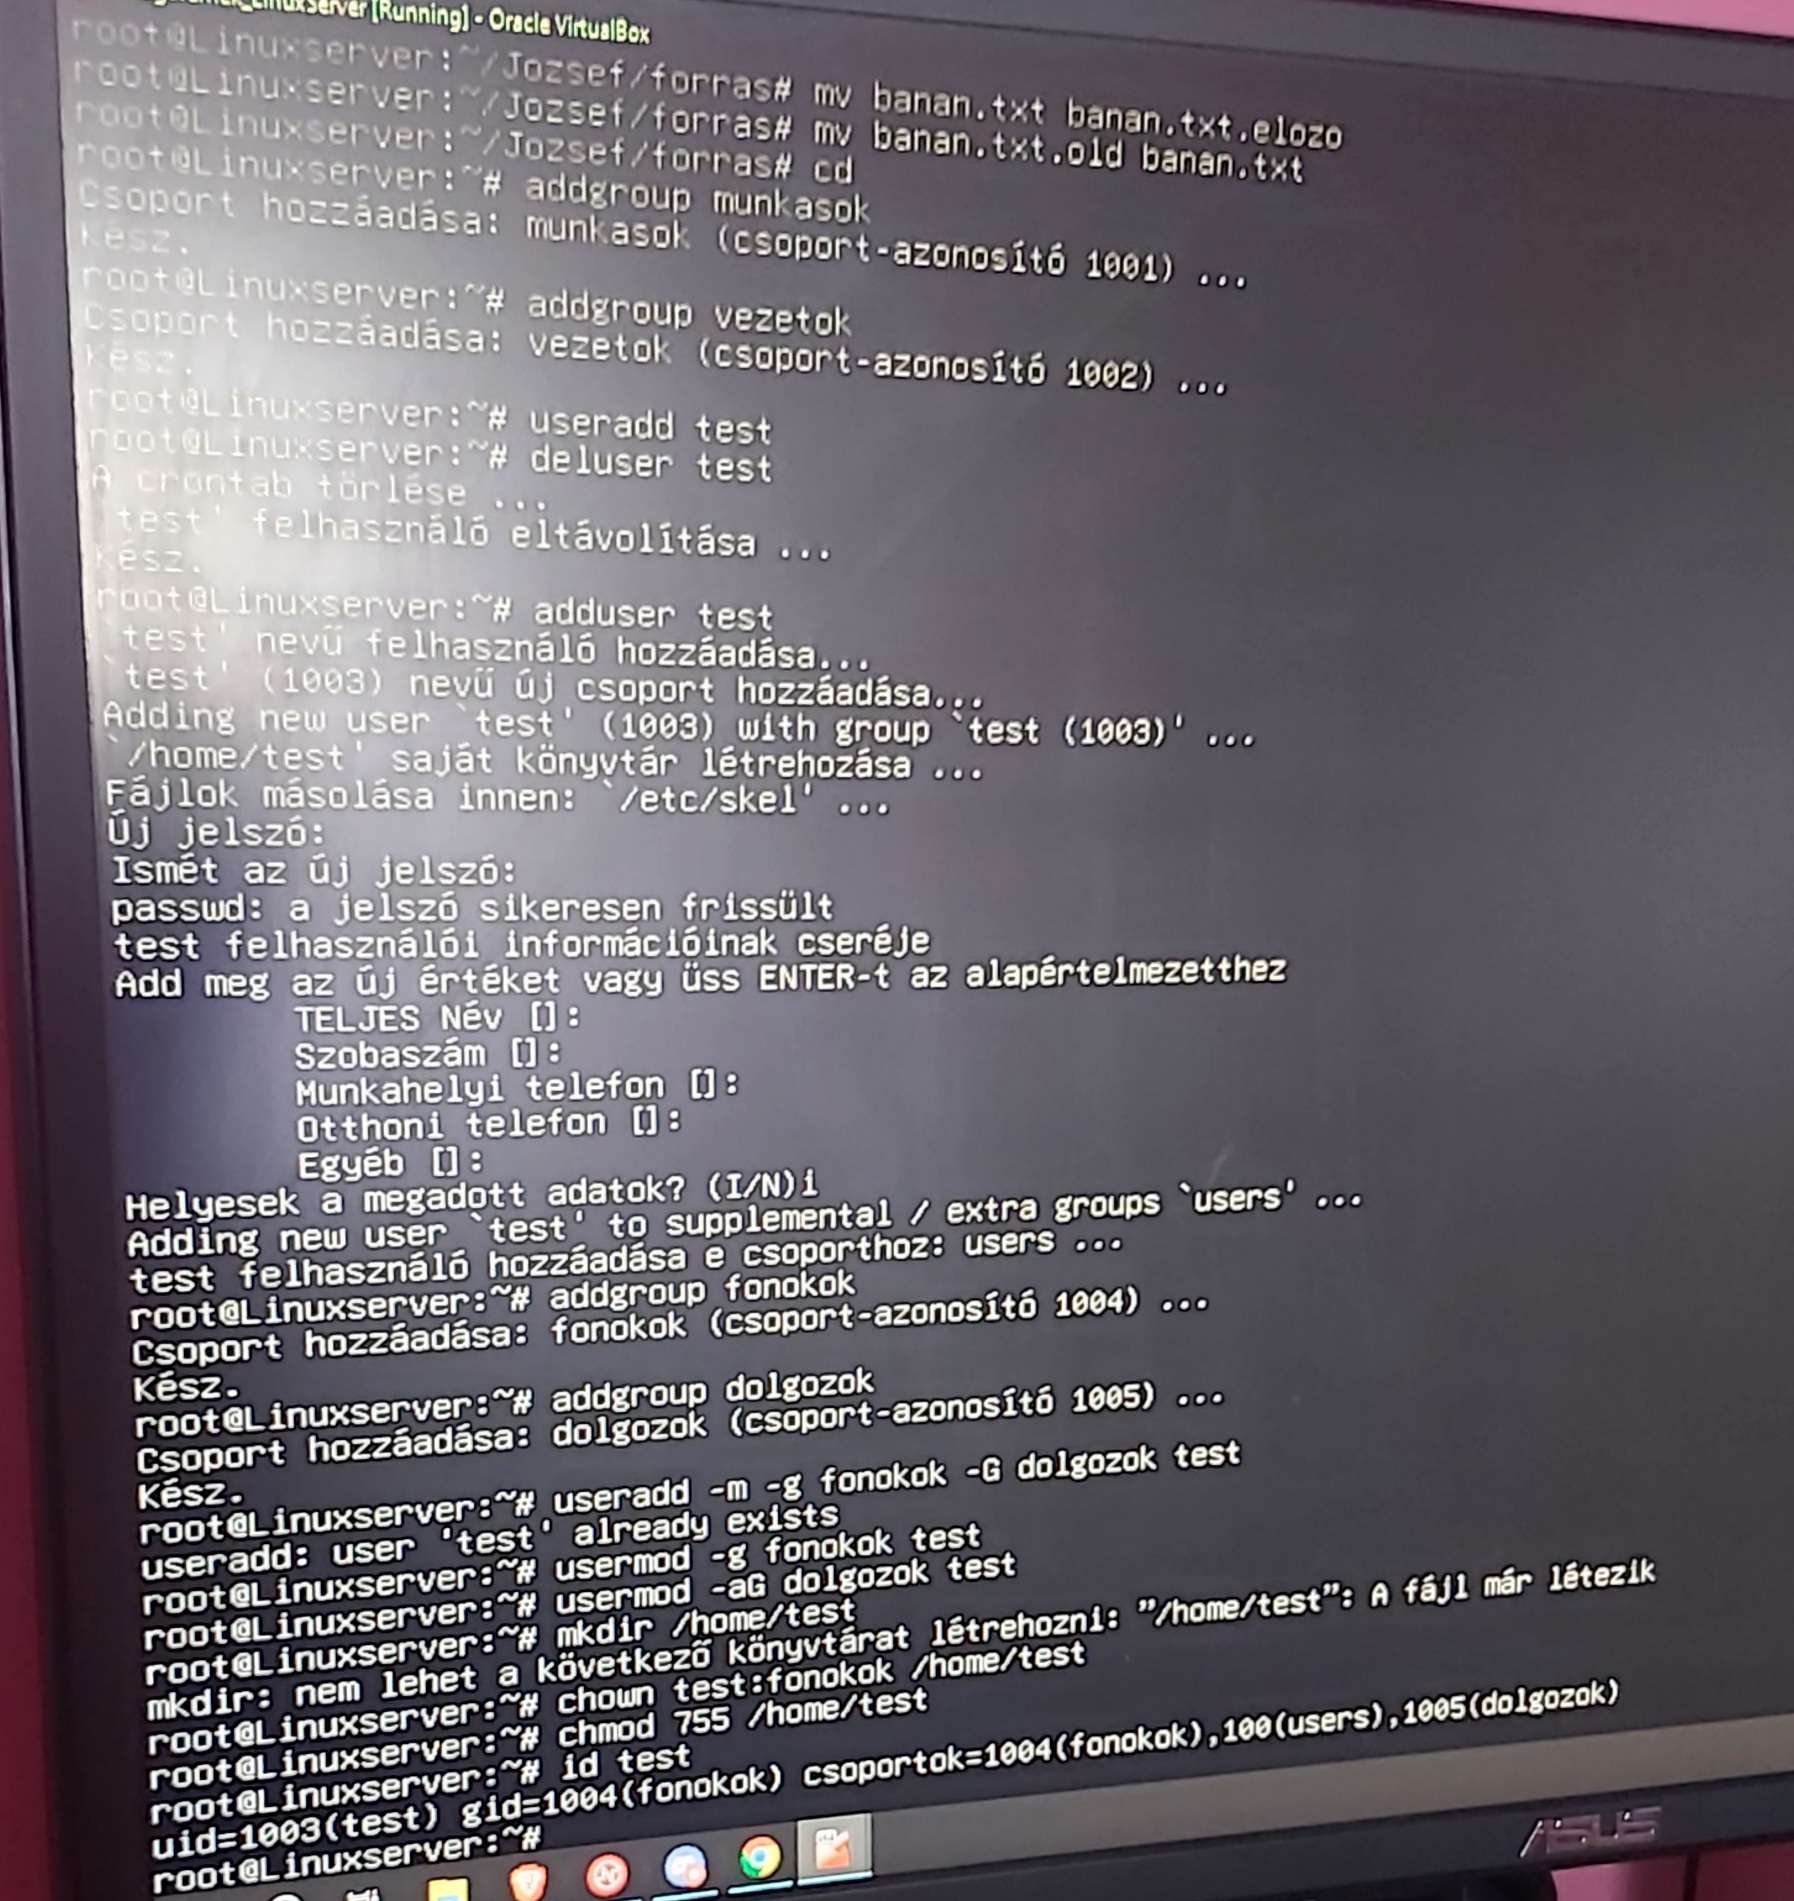 LinuxServer [Running] - Oracle VirtualBox
root@Linuxserver:~/Jozsef/forras# mv banan.txt banan.txt.elozo
root@Linuxserver:~/Jozsef/forras# mv banan.txt.old banan.txt
root@Linuxserver:~/Jozsef/forras# cd
root@Linuxserver:~# addgroup munkasok
Csoport hozzáadása: munkasok (csoport-azonosító 1001) ...
Kész.
root@Linuxserver:~# addgroup vezetok
Csoport hozzáadása: vezetok (csoport-azonosító 1002) ...
Kész.
root@Linuxserver:~# useradd test
root@Linuxserver:~# deluser test
A crontab törlése ...
`test' felhasználó eltávolítása ...
Kész.
root@Linuxserver:~# adduser test
`test' nevű felhasználó hozzáadása...
`test' (1003) nevű új csoport hozzáadása...
Adding new user `test' (1003) with group `test (1003)' ...
`/home/test' saját könyvtár létrehozása ...
Fájlok másolása innen: `/etc/skel' ...
Új jelszó:
Ismét az új jelszó:
passwd: a jelszó sikeresen frissült
test felhasználói információinak cseréje
Add meg az új értéket vagy üss ENTER-t az alapértelmezetthez
TELJES Név []:
Szobaszám []:
Munkahelyi telefon []:
Otthoni telefon []:
Egyéb []:
Helyesek a megadott adatok? (I/N)i
Adding new user `test' to supplemental / extra groups `users' ...
test felhasználó hozzáadása e csoporthoz: users ...
root@Linuxserver:~# addgroup fonokok
Csoport hozzáadása: fonokok (csoport-azonosító 1004) ...
Kész.
root@Linuxserver:~# addgroup dolgozok
Csoport hozzáadása: dolgozok (csoport-azonosító 1005) ...
Kész.
root@Linuxserver:~# useradd -m -g fonokok -G dolgozok test
useradd: user 'test' already exists
root@Linuxserver:~# usermod -g fonokok test
root@Linuxserver:~# usermod -aG dolgozok test
root@Linuxserver:~# mkdir /home/test
mkdir: nem lehet a következő könyvtárat létrehozni: ”/home/test”: A fájl már létezik
root@Linuxserver:~# chown test:fonokok /home/test
root@Linuxserver:~# chmod 755 /home/test
root@Linuxserver:~# id test
uid=1003(test) gid=1004(fonokok) csoportok=1004(fonokok),100(users),1005(dolgozok)
root@Linuxserver:~#
ASUS